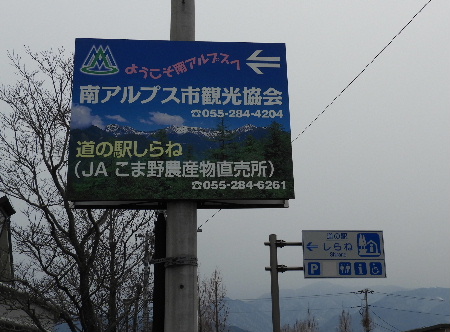 ようこそ南アルプスへ
南アルプス市観光協会
☎055-284-4204
道の駅しらね
(JA こま野農産物直売所)
☎055-284-6261
道の駅
しらね
Shirane
P